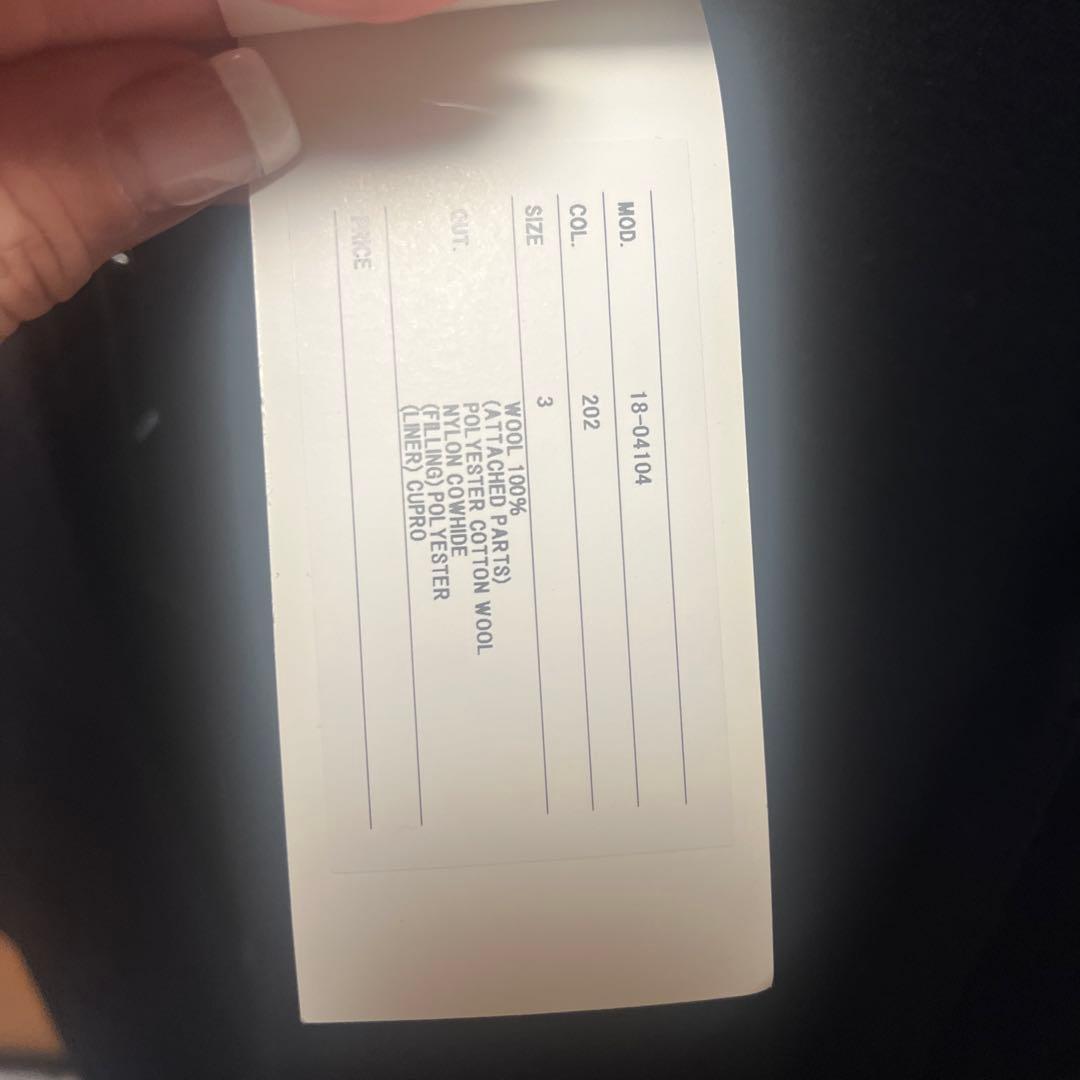 MOD. 18-04104
COL. 202
SIZE 3
OUT. WOOL 100%
(ATTACHED PARTS)
POLYESTER COTTON WOOL
NYLON COWHIDE
(FILLING) POLYESTER
(LINER) CUPRO
PRICE